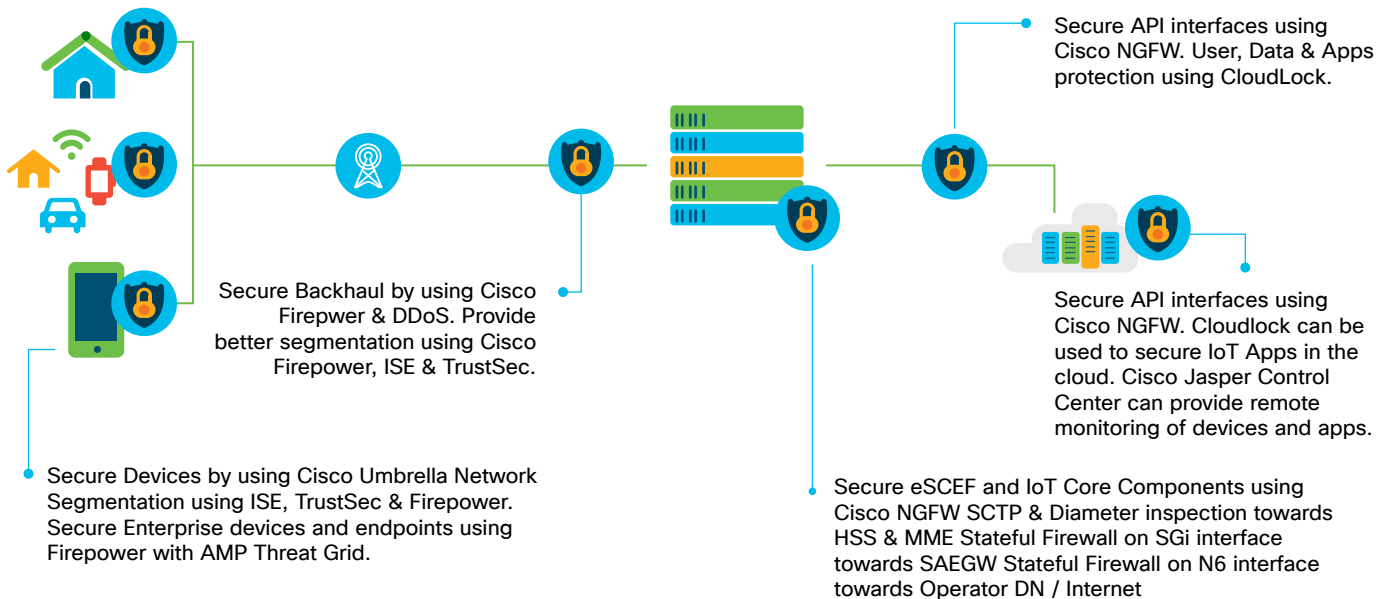 Secure API interfaces using
Cisco NGFW. User, Data & Apps
protection using CloudLock.
Secure Backhaul by using Cisco
Firepwer & DDoS. Provide
better segmentation using Cisco
Firepower, ISE & TrustSec.
Secure API interfaces using
Cisco NGFW. Cloudlock can be
used to secure IoT Apps in the
cloud. Cisco Jasper Control
Center can provide remote
monitoring of devices and apps.
Secure Devices by using Cisco Umbrella Network
Segmentation using ISE, TrustSec & Firepower.
Secure Enterprise devices and endpoints using
Firepower with AMP Threat Grid.
Secure eSCEF and IoT Core Components using
Cisco NGFW SCTP & Diameter inspection towards
HSS & MME Stateful Firewall on SGi interface
towards SAEGW Stateful Firewall on N6 interface
towards Operator DN / Internet